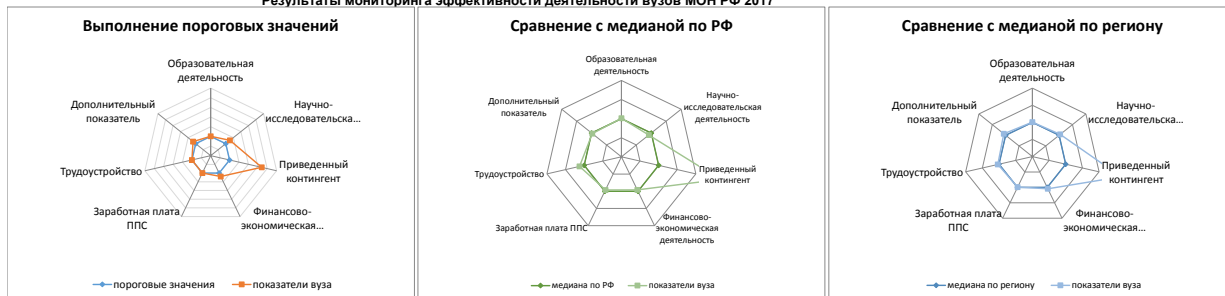 Результаты мониторинга эффективности деятельности вузов МОН РФ 2017
Выполнение пороговых значений
Образовательная
деятельность
Научно-
исследовательска...
Приведенный
контингент
Финансово-
экономическая...
Заработная плата
ППС
Трудоустройство
Дополнительный
показатель
пороговые значения
показатели вуза
Сравнение с медианой по РФ
Образовательная
деятельность
Научно-
исследовательская
деятельность
Приведенный
контингент
Финансово-
экономическая
деятельность
Заработная плата ППС
Трудоустройство
Дополнительный
показатель
медиана по РФ
показатели вуза
Сравнение с медианой по региону
Образовательная
деятельность
Научно-
исследовательска...
Приведенный
контингент
Финансово-
экономическая...
Заработная плата
ППС
Трудоустройство
Дополнительный
показатель
медиана по региону
показатели вуза